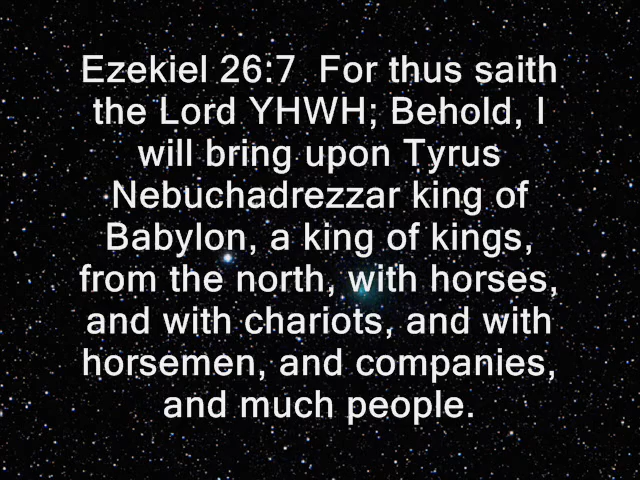 Ezekiel 26:7  For thus saith
the Lord YHWH; Behold, I
will bring upon Tyrus
Nebuchadrezzar king of
Babylon, a king of kings,
from the north, with horses,
and with chariots, and with
horsemen, and companies,
and much people.